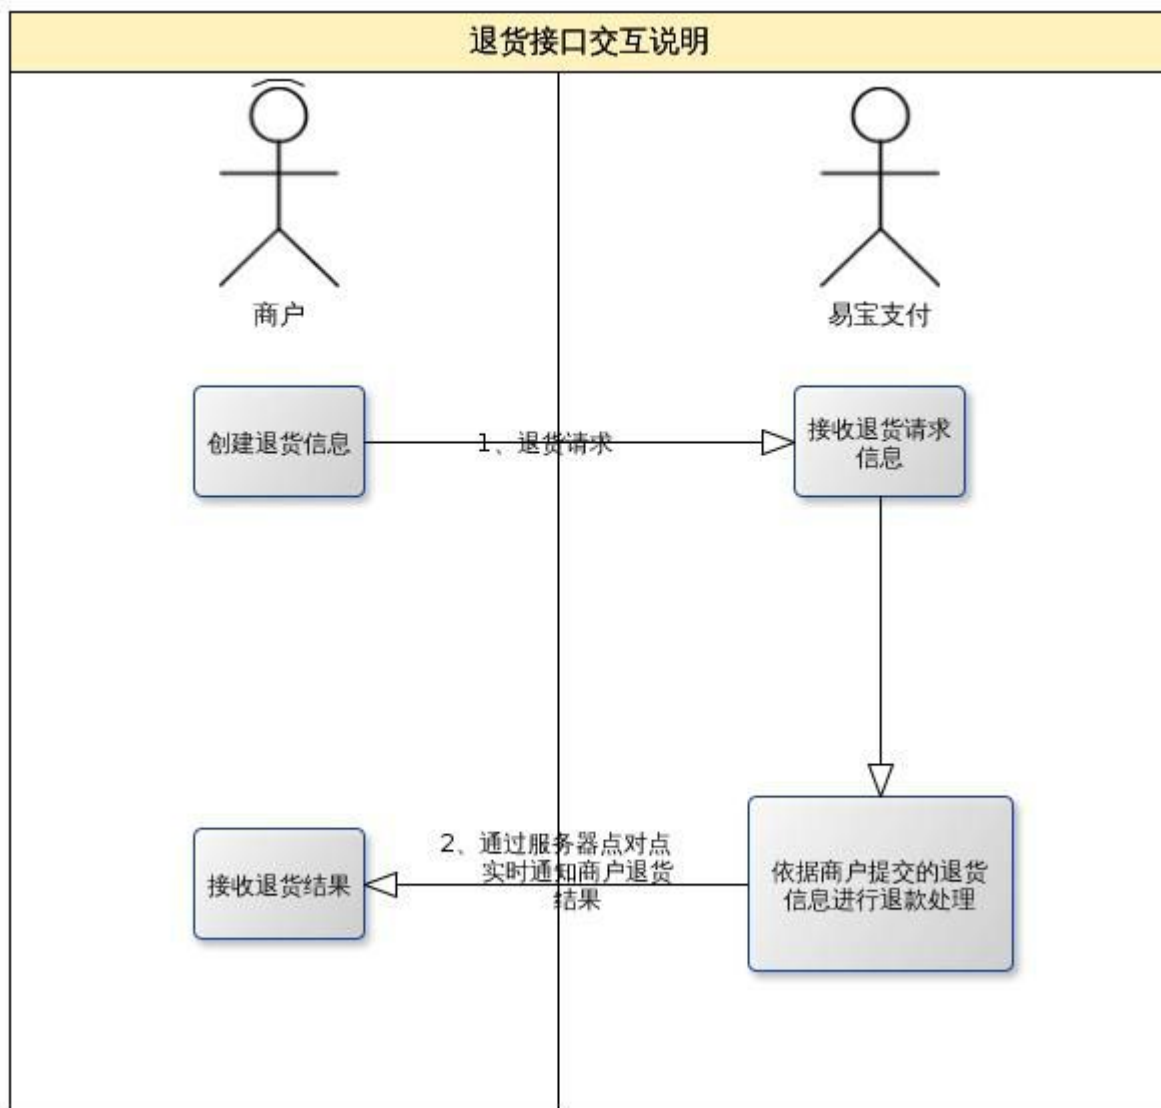 退货接口交互说明
商户
易宝支付
创建退货信息
1、退货请求
接收退货请求
信息
2、通过服务器点对点
实时通知商户退货
结果
接收退货结果
依据商户提交的退货
信息进行退款处理